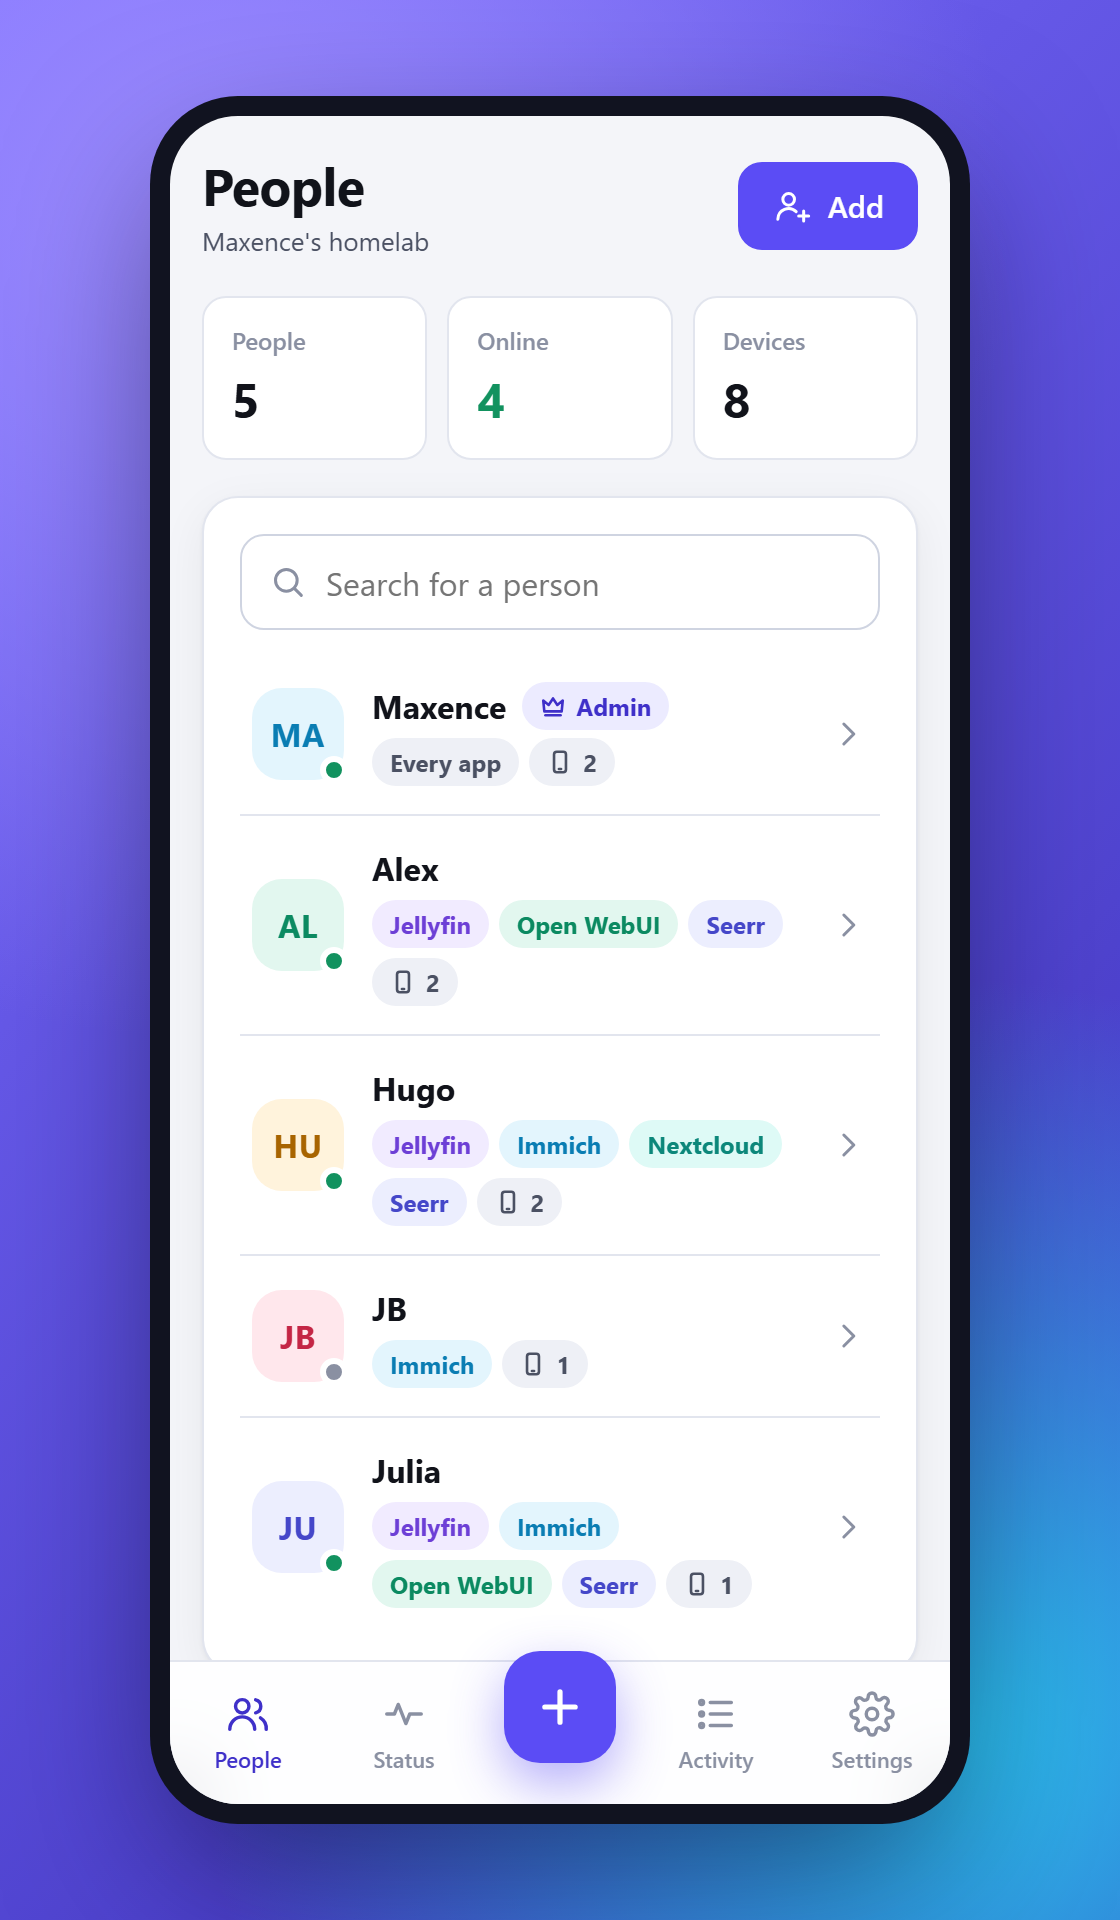 People
Maxence's homelab
Add
People
5
Online
4
Devices
8
Search for a person
MA
Maxence
Admin
Every app
2
AL
Alex
Jellyfin
Open WebUI
Seerr
2
HU
Hugo
Jellyfin
Immich
Nextcloud
Seerr
2
JB
JB
Immich
1
JU
Julia
Jellyfin
Immich
Open WebUI
Seerr
1
People
Status
Activity
Settings